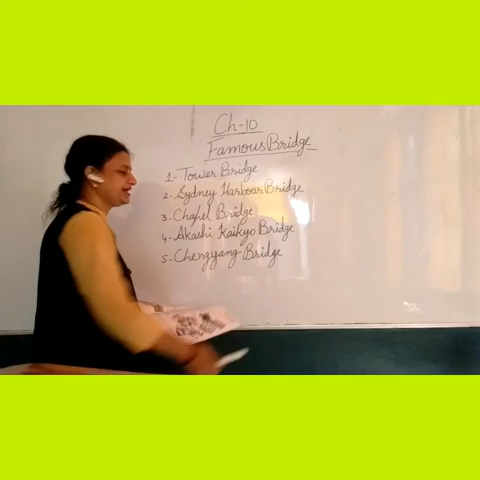 Ch-10
Famous Bridge
1- Tower Bridge
2- Sydney Harbour Bridge
3- Chapel Bridge
4- Akashi Kaikyo Bridge
5- Chengyang Bridge